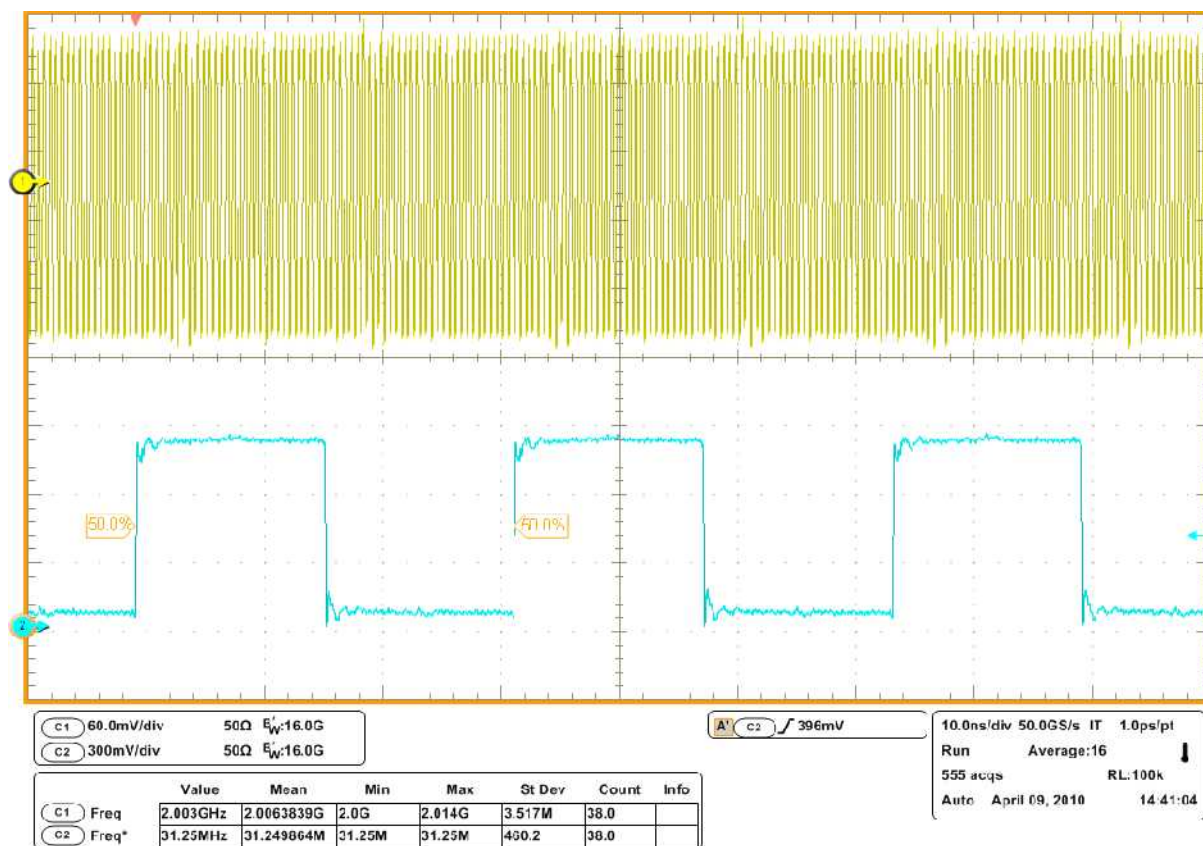 1
50.0%
50.0%
2
C1 60.0mV/div 50Ω BW:16.0G
C2 300mV/div 50Ω BW:16.0G
A' C2 396mV
10.0ns/div 50.0GS/s IT 1.0ps/pt
Run Average:16
555 acqs RL:100k
Auto April 09, 2010 14:41:04
Value Mean Min Max St Dev Count Info
C1 Freq 2.003GHz 2.0063839G 2.0G 2.014G 3.517M 38.0
C2 Freq* 31.25MHz 31.249864M 31.25M 31.25M 460.2 38.0